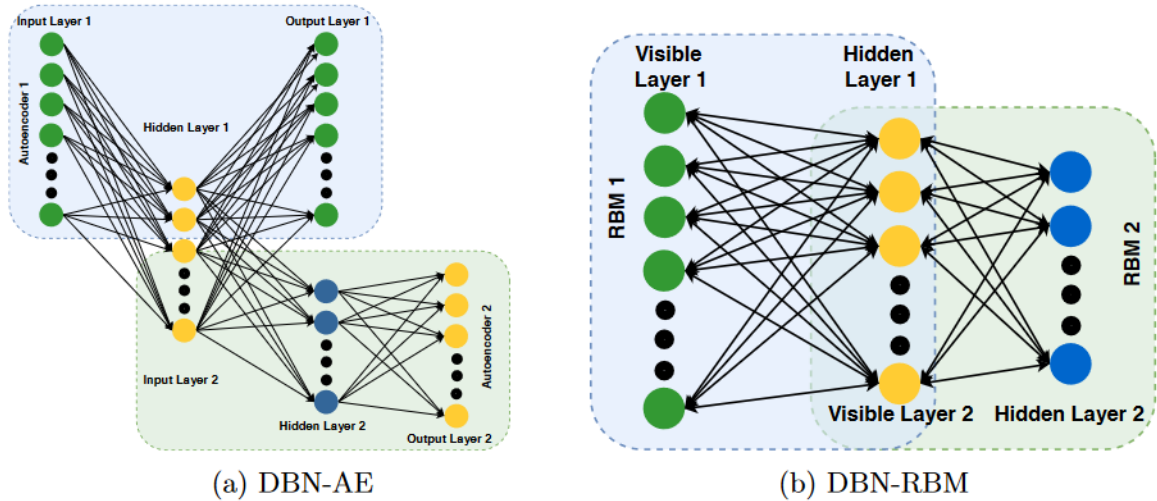 Input Layer 1
Output Layer 1
Autoencoder 1
Hidden Layer 1
Input Layer 2
Hidden Layer 2
Output Layer 2
Autoencoder 2
(a) DBN-AE
Visible
Layer 1
Hidden
Layer 1
RBM 1
RBM 2
Visible Layer 2
Hidden Layer 2
(b) DBN-RBM